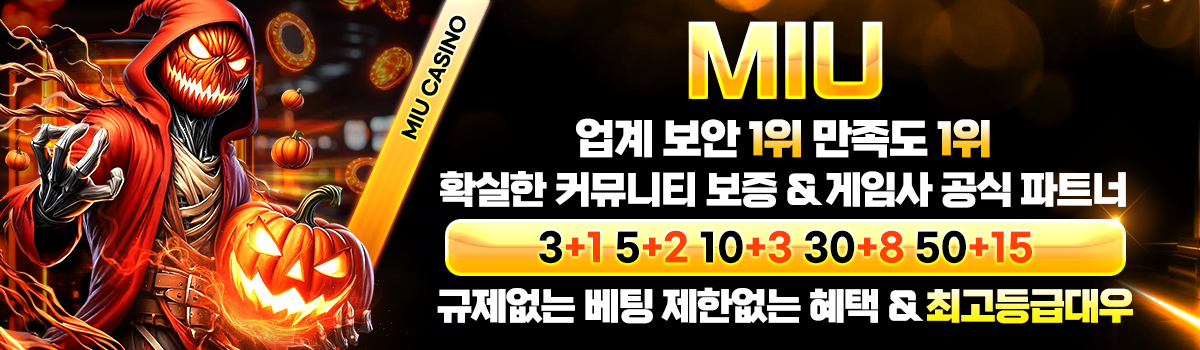 MIU CASINO
MIU
업계 보안 1위 만족도 1위
확실한 커뮤니티 보증 & 게임사 공식 파트너
3+1 5+2 10+3 30+8 50+15
규제없는 베팅 제한없는 혜택 & 최고등급대우